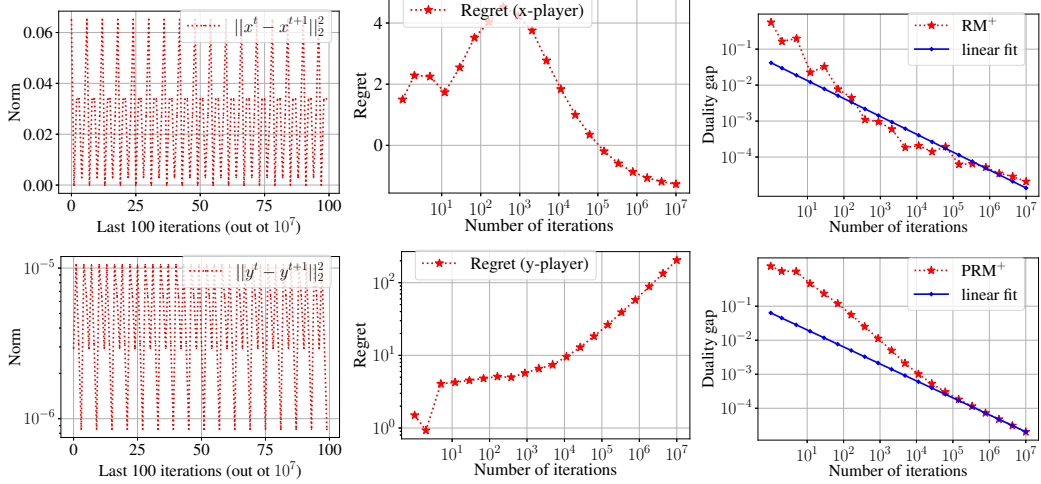 0.06
0.04
0.02
0.00
Norm
||x^t − x^{t+1}||_2^2
0 25 50 75 100
Last 100 iterations (out ot 10^7)
4
2
0
Regret
Regret (x-player)
10^1 10^2 10^3 10^4 10^5 10^6 10^7
Number of iterations
10^{-1}
10^{-2}
10^{-3}
10^{-4}
Duality gap
RM^+
linear fit
10^1 10^2 10^3 10^4 10^5 10^6 10^7
Number of iterations
10^{-5}
10^{-6}
Norm
||y^t − y^{t+1}||_2^2
0 25 50 75 100
Last 100 iterations (out ot 10^7)
10^2
10^1
10^0
Regret
Regret (y-player)
10^1 10^2 10^3 10^4 10^5 10^6 10^7
Number of iterations
10^{-1}
10^{-2}
10^{-3}
10^{-4}
Duality gap
PRM^+
linear fit
10^1 10^2 10^3 10^4 10^5 10^6 10^7
Number of iterations